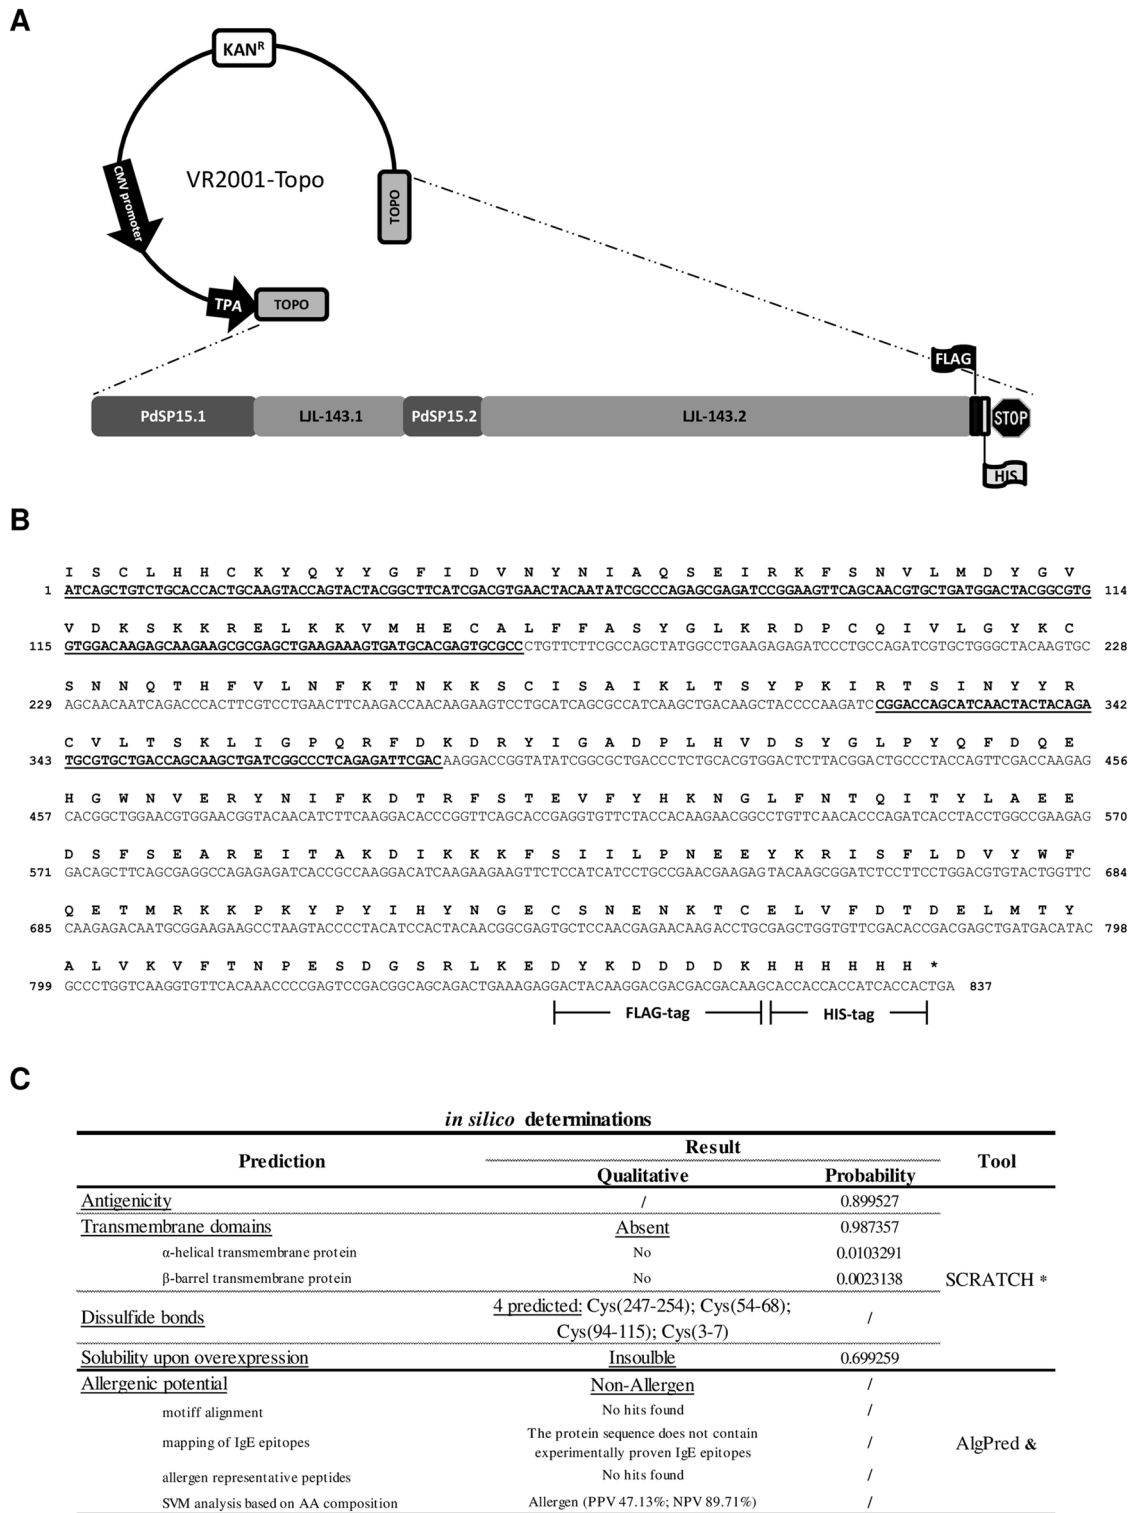 A
KANᴿ
CMV promoter
VR2001-Topo
TOPO
TPA
TOPO
FLAG
PdSP15.1
LJL-143.1
PdSP15.2
LJL-143.2
STOP
HIS
B
I S C L H H C K Y Q Y Y G F I D V N Y N I A Q S E I R K F S N V L M D Y G V
1 ATCAGCTGTCTGCACCACTGCAAGTACCAGTACTACGGCTTCATCGACGTGAACTACAATATCGCCCAGAGCGAGATCCGGAAGTTCAGCAACGTGCTGATGGACTACGGCGTG 114
V D K S K K R E L K K V M H E C A L F F A S Y G L K R D P C Q I V L G Y K C
115 GTGGACAAGAGCAAGAAGCGCGAGCTGAAGAAAGTGATGCACGAGTGCGCCCTGTTCTTCGCCAGCTATGGCCTGAAGAGAGATCCCTGCCAGATCGTGCTGGGCTACAAGTGC 228
S N N Q T H F V L N F K T N K K S C I S A I K L T S Y P K I R T S I N Y Y R
229 AGCAACAATCAGACCCACTTCGTCCTGAACTTCAAGACCAACAAGAAGTCCTGCATCAGCGCCATCAAGCTGACAAGCTACCCCAAGATCCGGACCAGCATCAACTACTACAGA 342
C V L T S K L I G P Q R F D K D R Y I G A D P L H V D S Y G L P Y Q F D Q E
343 TGCGTGCTGACCAGCAAGCTGATCGGCCCTCAGAGATTCGACAAGGACCGGTATATCGGCGCTGACCCTCTGCACGTGGACTCTTACGGACTGCCCTACCAGTTCGACCAAGAG 456
H G W N V E R Y N I F K D T R F S T E V F Y H K N G L F N T Q I T Y L A E E
457 CACGGCTGGAACGTGGAACGGTACAACATCTTCAAGGACACCCGGTTCAGCACCGAGGTGTTCTACCACAAGAACGGCCTGTTCAACACCCAGATCACCTACCTGGCCGAAGAG 570
D S F S E A R E I T A K D I K K K F S I I L P N E E Y K R I S F L D V Y W F
571 GACAGCTTCAGCGAGGCCAGAGAGATCACCGCCAAGGACATCAAGAAGAAGTTCTCCATCATCCTGCCGAACGAAGAGTACAAGCGGATCTCCTTCCTGGACGTGTACTGGTTC 684
Q E T M R K K P K Y P Y I H Y N G E C S N E N K T C E L V F D T D E L M T Y
685 CAAGAGACAATGCGGAAGAAGCCTAAGTACCCCTACATCCACTACAACGGCGAGTGCTCCAACGAGAACAAGACCTGCGAGCTGGTGTTCGACACCGACGAGCTGATGACATAC 798
A L V K V F T N P E S D G S R L K E D Y K D D D D K H H H H H H *
799 GCCCTGGTCAAGGTGTTCACAAACCCCGAGTCCGACGGCAGCAGACTGAAAGAGGACTACAAGGACGACGACGACAAGCACCACCACCATCACCACTGA 837
FLAG-tag
HIS-tag
C
in silico determinations
Prediction
Result
Tool
Qualitative
Probability
Antigenicity / 0.899527
Transmembrane domains Absent 0.987357
α-helical transmembrane protein No 0.0103291
β-barrel transmembrane protein No 0.0023138
SCRATCH *
Dissulfide bonds 4 predicted: Cys(247-254); Cys(54-68); /
Cys(94-115); Cys(3-7)
Solubility upon overexpression Insoulble 0.699259
Allergenic potential Non-Allergen /
motiff alignment No hits found /
mapping of IgE epitopes The protein sequence does not contain /
experimentally proven IgE epitopes
AlgPred &
allergen representative peptides No hits found /
SVM analysis based on AA composition Allergen (PPV 47.13%; NPV 89.71%) /